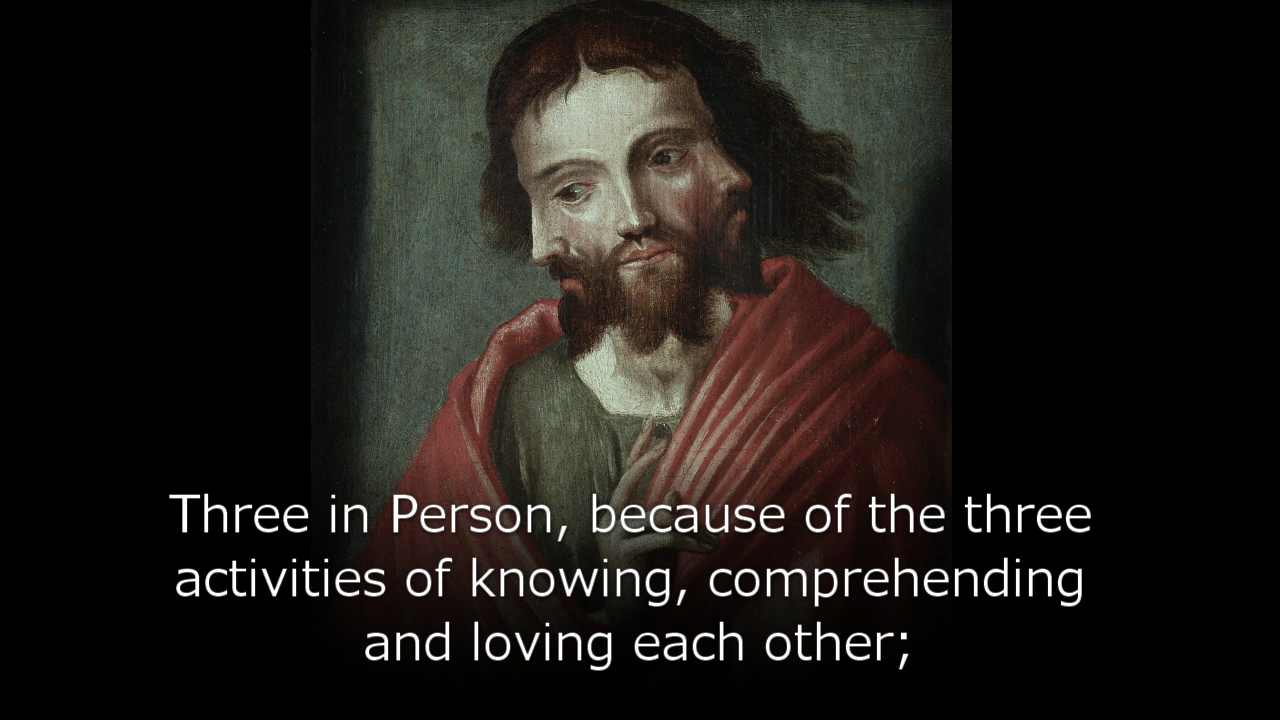 Three in Person, because of the three
activities of knowing, comprehending
and loving each other;